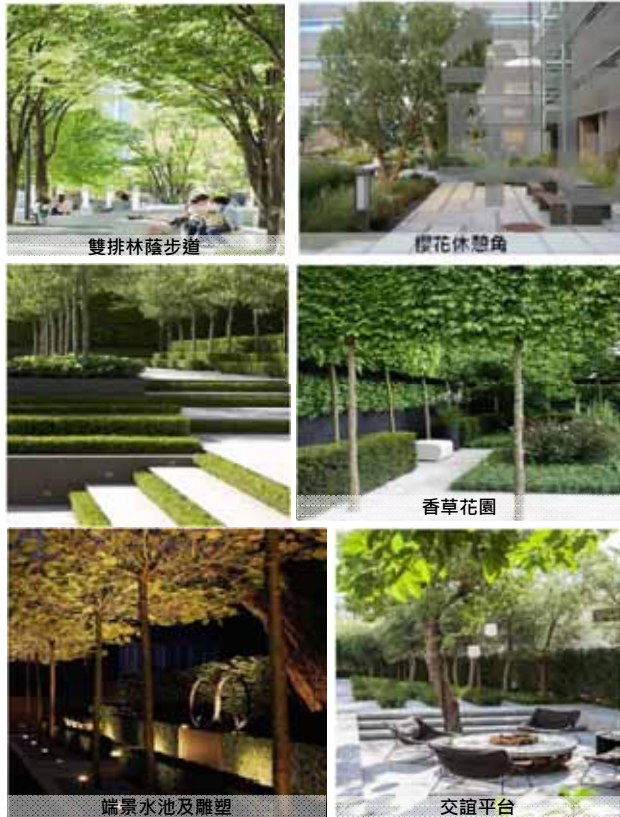 雙排林蔭步道
櫻花休憩角
香草花園
端景水池及雕塑
交誼平台